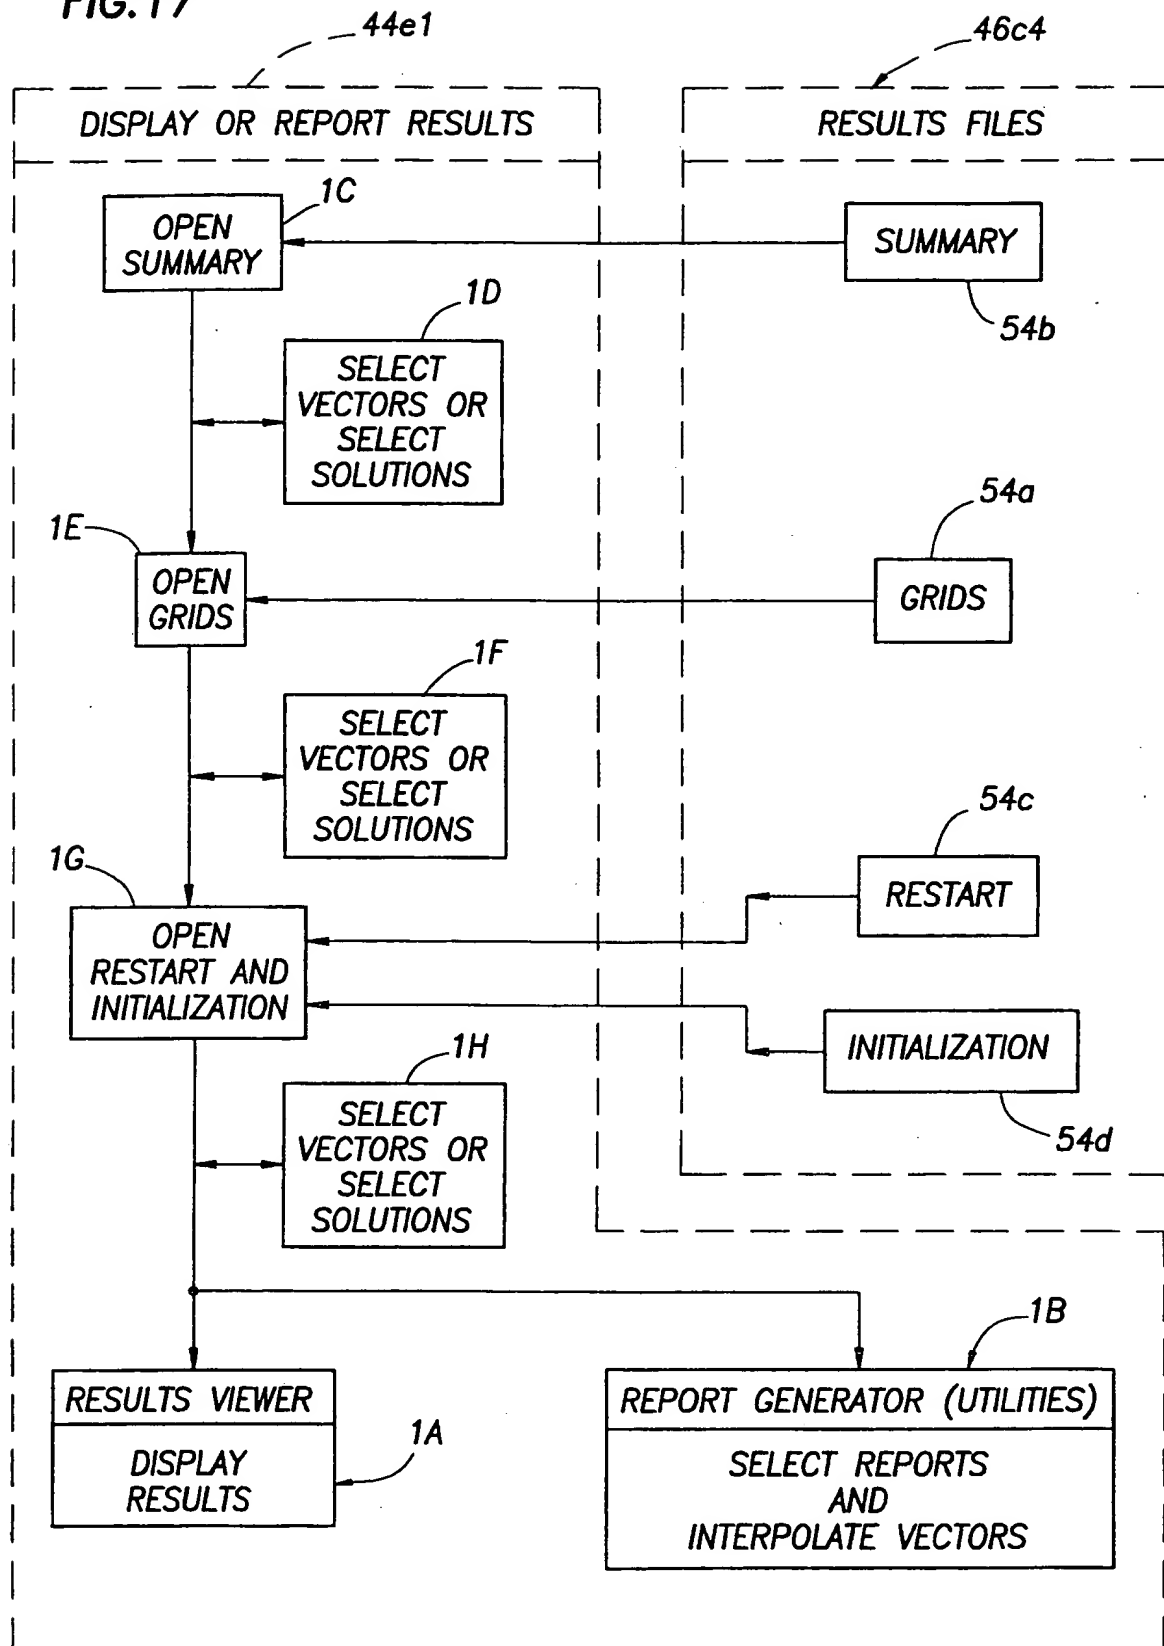 FIG.17
44e1
46c4
DISPLAY OR REPORT RESULTS
RESULTS FILES
1C
OPEN
SUMMARY
SUMMARY
54b
1D
SELECT
VECTORS OR
SELECT
SOLUTIONS
54a
1E
OPEN
GRIDS
GRIDS
1F
SELECT
VECTORS OR
SELECT
SOLUTIONS
54c
1G
OPEN
RESTART AND
INITIALIZATION
RESTART
INITIALIZATION
54d
1H
SELECT
VECTORS OR
SELECT
SOLUTIONS
1B
RESULTS VIEWER
DISPLAY
RESULTS
1A
REPORT GENERATOR (UTILITIES)
SELECT REPORTS
AND
INTERPOLATE VECTORS